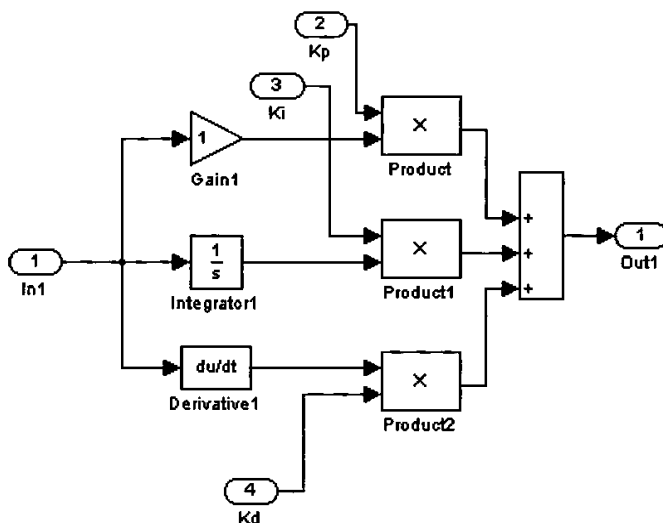 2
Kp
3
Ki
×
Product
1
Gain1
+
1
In1
1
s
Integrator1
×
Product1
+
1
Out1
+
du/dt
Derivative1
×
Product2
4
Kd